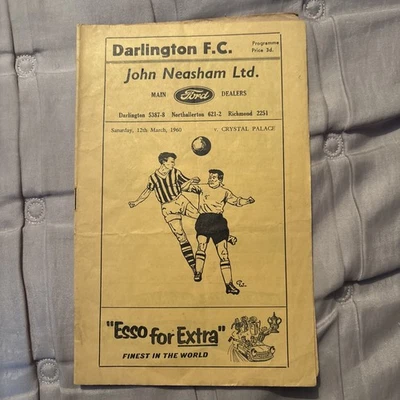 Darlington F.C.
Programme
Price 3d.
John Neasham Ltd.
MAIN Ford DEALERS
Darlington 5387-8 Northallerton 621-2 Richmond 2251
Saturday, 12th March, 1960 v. CRYSTAL PALACE
"Esso for Extra"
FINEST IN THE WORLD